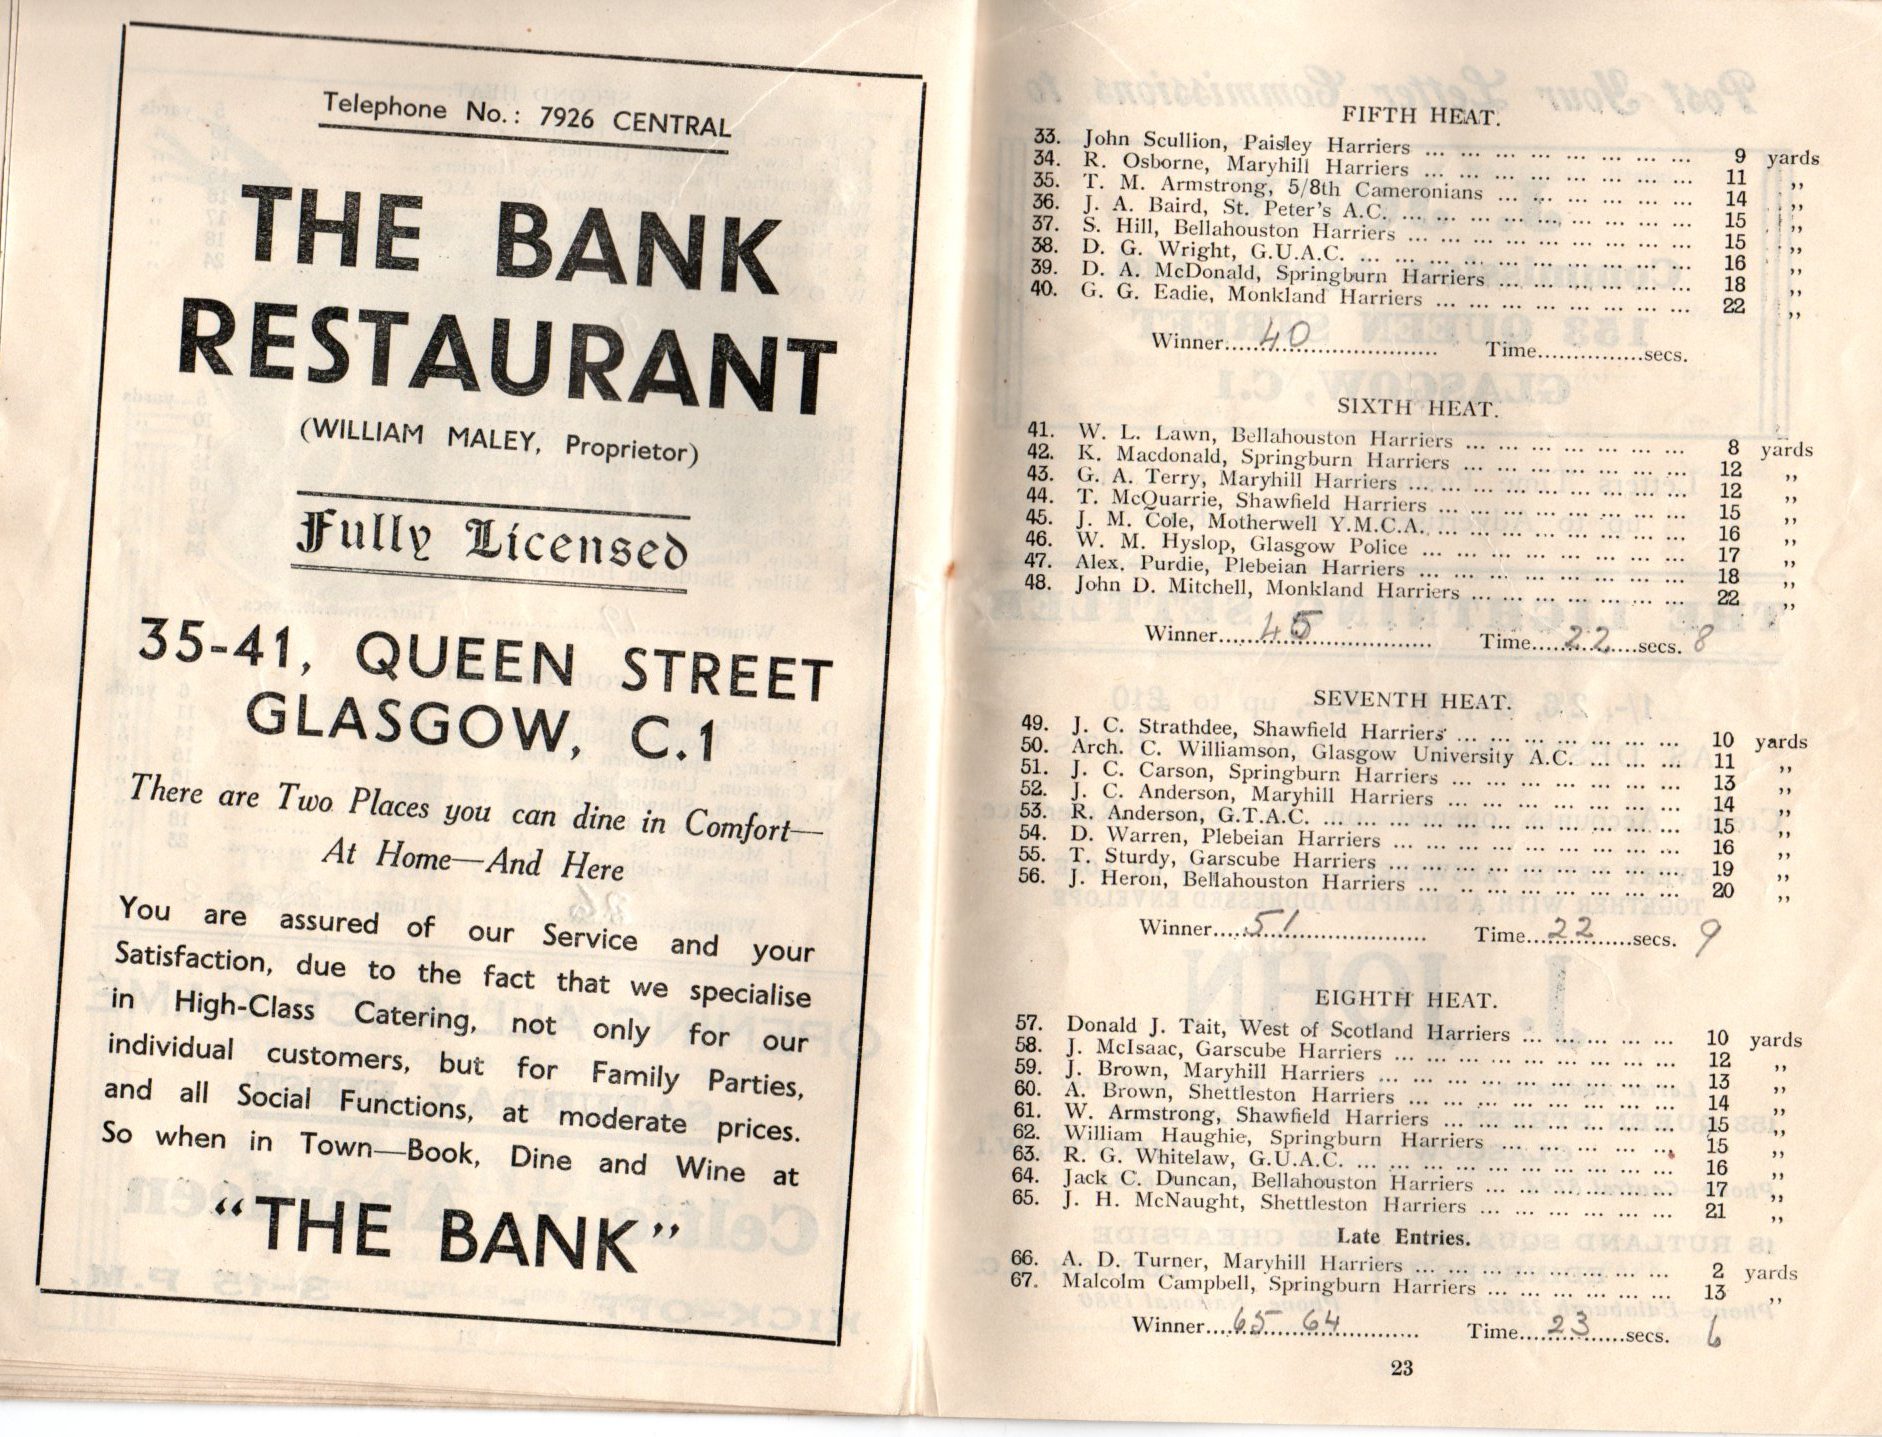 Telephone No.: 7926 CENTRAL
THE BANK
RESTAURANT
(WILLIAM MALEY, Proprietor)
Fully Licensed
35-41, QUEEN STREET
GLASGOW, C.1
There are Two Places you can dine in Comfort—
At Home—And Here
You are assured of our Service and your
Satisfaction, due to the fact that we specialise
in High-Class Catering, not only for our
individual customers, but for Family Parties,
and all Social Functions, at moderate prices.
So when in Town—Book, Dine and Wine at
"THE BANK"
FIFTH HEAT.
33. John Scullion, Paisley Harriers ... ... ... ... ... ... ... ... 9 yards
34. R. Osborne, Maryhill Harriers ... ... ... ... ... ... ... ... 11 ,,
35. T. M. Armstrong, 5/8th Cameronians ... ... ... ... ... ... 14 ,,
36. J. A. Baird, St. Peter's A.C. ... ... ... ... ... ... ... ... ... 15 ,,
37. S. Hill, Bellahouston Harriers ... ... ... ... ... ... ... ... 15 ,,
38. D. G. Wright, G.U.A.C. ... ... ... ... ... ... ... ... ... ... 16 ,,
39. D. A. McDonald, Springburn Harriers ... ... ... ... ... ... 18 ,,
40. G. G. Eadie, Monkland Harriers ... ... ... ... ... ... ... ... 22 ,,
Winner.....40........................ Time................secs.
SIXTH HEAT.
41. W. L. Lawn, Bellahouston Harriers ... ... ... ... ... ... ... 8 yards
42. K. Macdonald, Springburn Harriers ... ... ... ... ... ... ... 12 ,,
43. G. A. Terry, Maryhill Harriers ... ... ... ... ... ... ... ... 12 ,,
44. T. McQuarrie, Shawfield Harriers ... ... ... ... ... ... ... 15 ,,
45. J. M. Cole, Motherwell Y.M.C.A. ... ... ... ... ... ... ... 16 ,,
46. W. M. Hyslop, Glasgow Police ... ... ... ... ... ... ... ... 17 ,,
47. Alex. Purdie, Plebeian Harriers ... ... ... ... ... ... ... ... 18 ,,
48. John D. Mitchell, Monkland Harriers ... ... ... ... ... ... ... 22 ,,
Winner.......45...................... Time.....22.....secs. 8
SEVENTH HEAT.
49. J. C. Strathdee, Shawfield Harriers ... ... ... ... ... ... ... 10 yards
50. Arch. C. Williamson, Glasgow University A.C. ... ... ... ... 11 ,,
51. J. C. Carson, Springburn Harriers ... ... ... ... ... ... ... 13 ,,
52. J. C. Anderson, Maryhill Harriers ... ... ... ... ... ... ... 14 ,,
53. R. Anderson, G.T.A.C. ... ... ... ... ... ... ... ... ... ... ... 15 ,,
54. D. Warren, Plebeian Harriers ... ... ... ... ... ... ... ... 16 ,,
55. T. Sturdy, Garscube Harriers ... ... ... ... ... ... ... ... ... 19 ,,
56. J. Heron, Bellahouston Harriers ... .. ... ... ... ... ... ... 20 ,,
Winner.....51........................ Time...22.......secs. 9
EIGHTH HEAT.
57. Donald J. Tait, West of Scotland Harriers ... ... ... ... ... 10 yards
58. J. McIsaac, Garscube Harriers ... ... ... ... ... ... ... ... 12 ,,
59. J. Brown, Maryhill Harriers ... ... ... ... ... ... ... ... ... 13 ,,
60. A. Brown, Shettleston Harriers ... ... ... ... ... ... ... ... 14 ,,
61. W. Armstrong, Shawfield Harriers ... ... ... ... ... ... ... 15 ,,
62. William Haughie, Springburn Harriers ... ... ... ... ... ... 15 ,,
63. R. G. Whitelaw, G.U.A.C. ... ... ... ... ... ... ... ... ... ... 16 ,,
64. Jack C. Duncan, Bellahouston Harriers ... ... ... ... ... ... 17 ,,
65. J. H. McNaught, Shettleston Harriers ... ... ... ... ... ... 21 ,,
Late Entries.
66. A. D. Turner, Maryhill Harriers ... ... ... ... ... ... ... ... 2 yards
67. Malcolm Campbell, Springburn Harriers ... ... ... ... ... ... 13 ,,
Winner....65....64............... Time....23......secs. 6
23